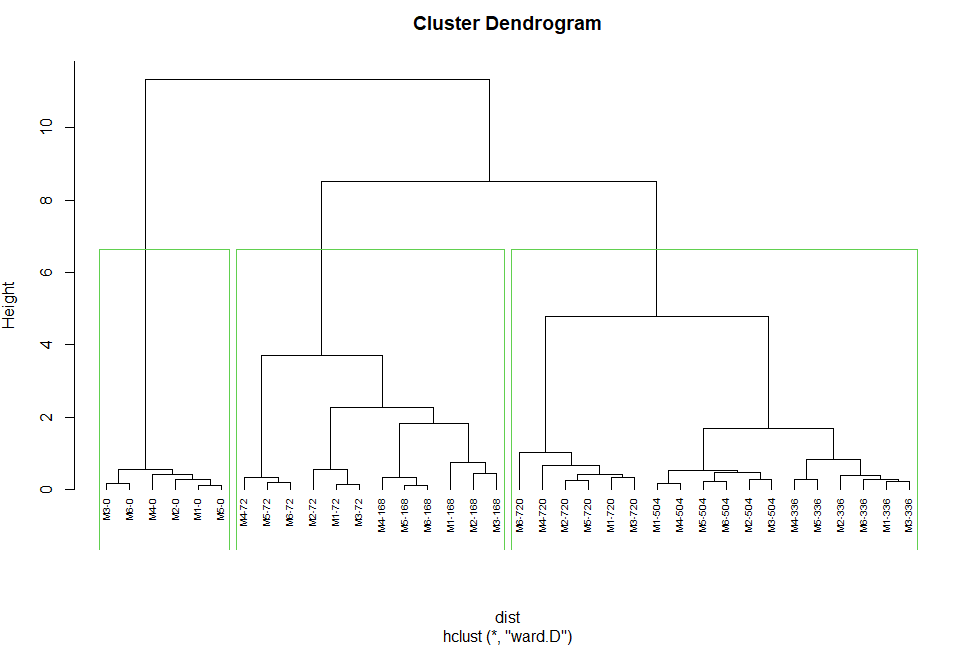 Cluster Dendrogram
Height
0
2
4
6
8
10
M3-0
M6-0
M4-0
M2-0
M1-0
M5-0
M4-72
M5-72
M6-72
M2-72
M1-72
M3-72
M4-168
M5-168
M6-168
M1-168
M2-168
M3-168
M6-720
M4-720
M2-720
M5-720
M1-720
M3-720
M1-504
M4-504
M5-504
M6-504
M2-504
M3-504
M4-336
M5-336
M2-336
M6-336
M1-336
M3-336
dist
hclust (*, "ward.D")